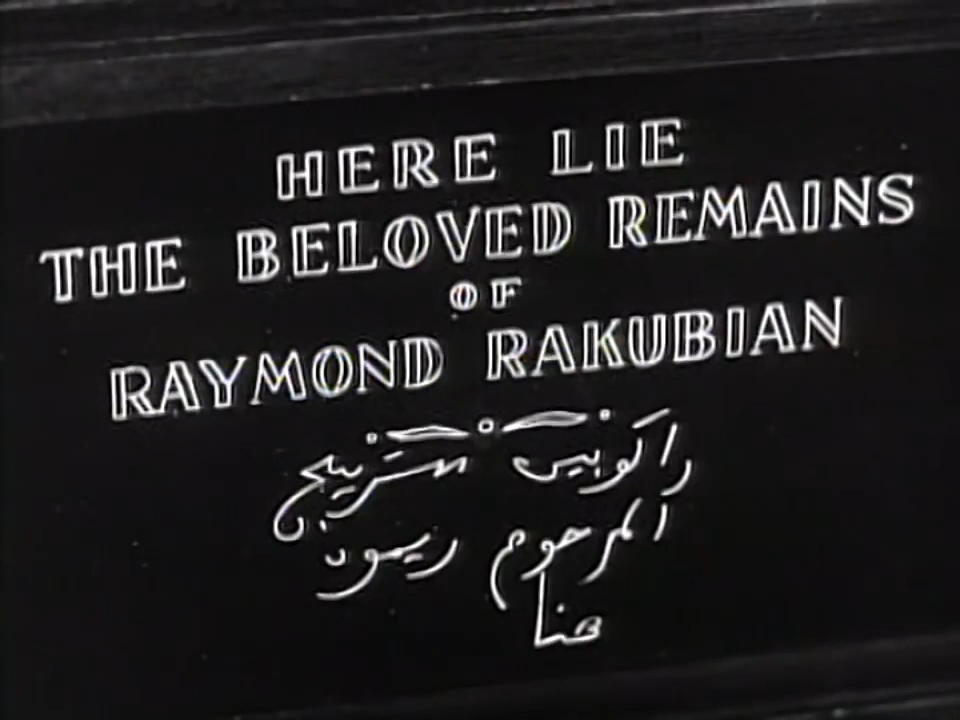 HERE LIE
THE BELOVED REMAINS
OF
RAYMOND RAKUBIAN
المرحوم ريمون
هنا